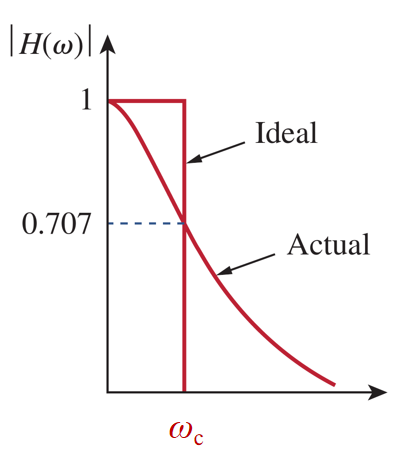 |H(ω)|
1
Ideal
0.707
Actual
ωc